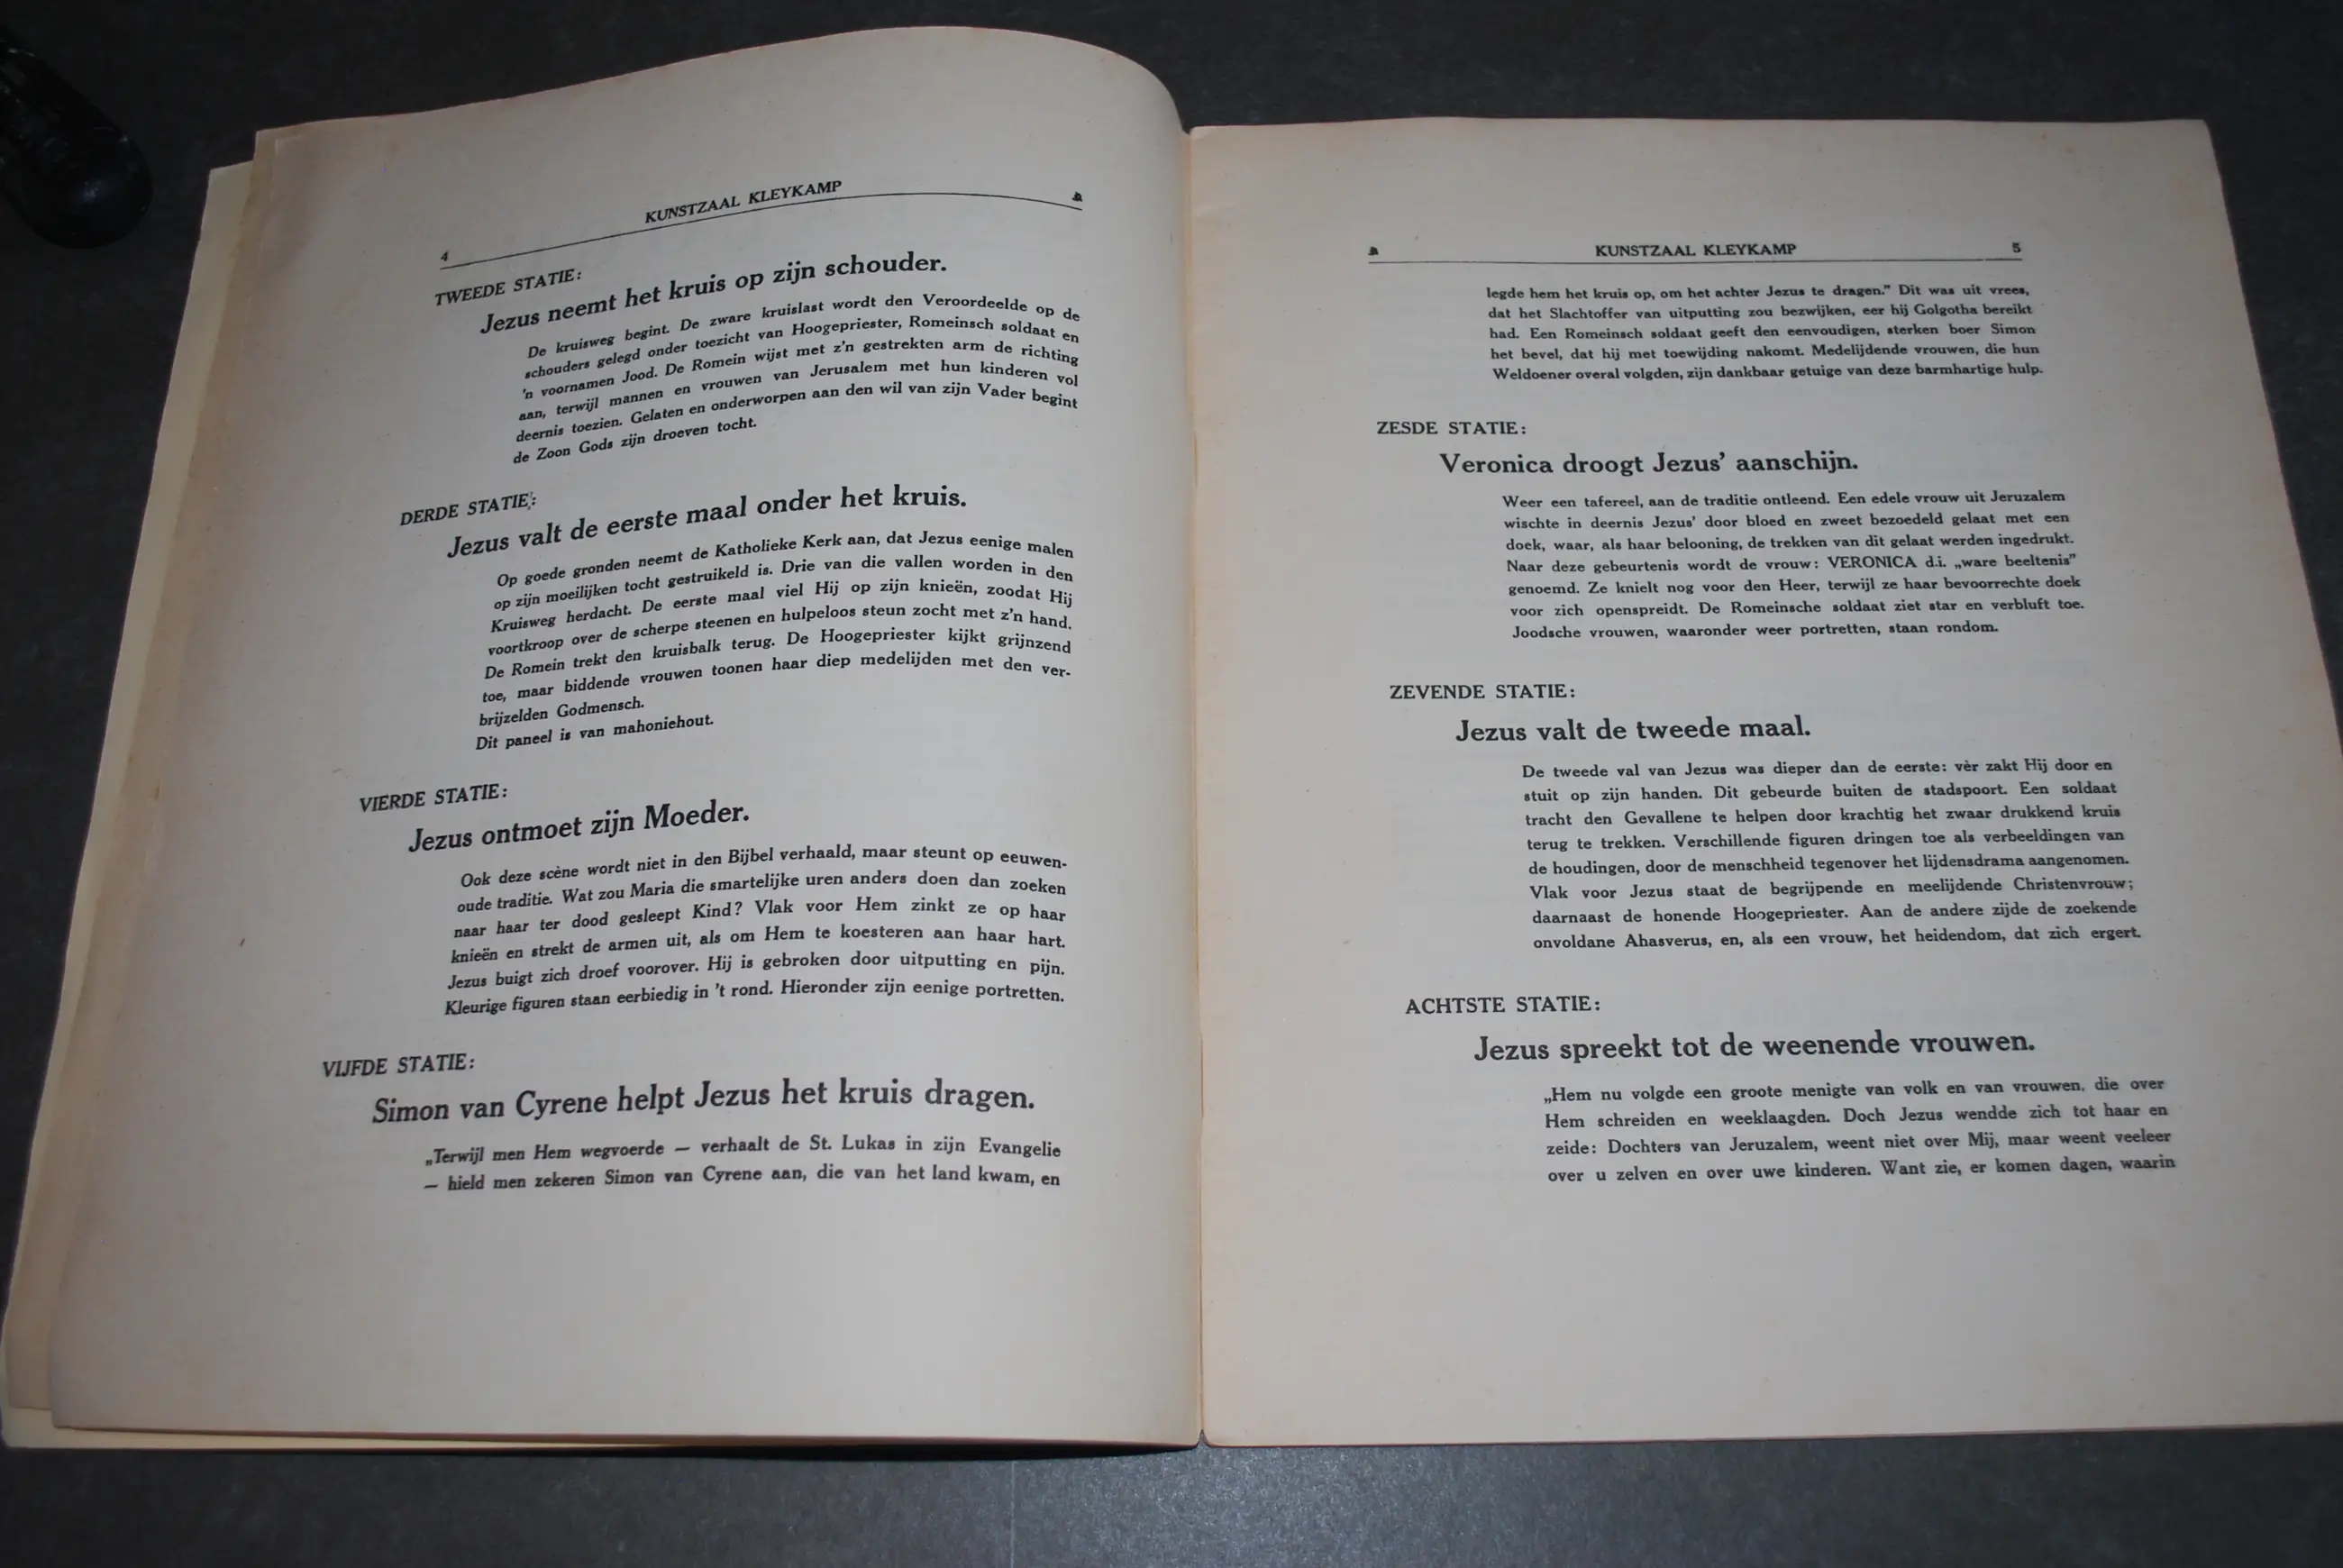 4 KUNSTZAAL KLEYKAMP
TWEEDE STATIE:
Jezus neemt het kruis op zijn schouder.
De kruisweg begint. De zware kruislast wordt den Veroordeelde op de
schouders gelegd onder toezicht van Hoogepriester, Romeinsch soldaat en
'n voornamen Jood. De Romein wijst met z'n gestrekten arm de richting
aan, terwijl mannen en vrouwen van Jerusalem met hun kinderen vol
deernis toezien. Gelaten en onderworpen aan den wil van zijn Vader begint
de Zoon Gods zijn droeven tocht.
DERDE STATIE:
Jezus valt de eerste maal onder het kruis.
Op goede gronden neemt de Katholieke Kerk aan, dat Jezus eenige malen
op zijn moeilijken tocht gestruikeld is. Drie van die vallen worden in den
Kruisweg herdacht. De eerste maal viel Hij op zijn knieën, zoodat Hij
voortkroop over de scherpe steenen en hulpeloos steun zocht met z'n hand.
De Romein trekt den kruisbalk terug. De Hoogepriester kijkt grijnzend
toe, maar biddende vrouwen toonen haar diep medelijden met den ver-
brijzelden Godmensch.
Dit paneel is van mahoniehout.
VIERDE STATIE:
Jezus ontmoet zijn Moeder.
Ook deze scène wordt niet in den Bijbel verhaald, maar steunt op eeuwen-
oude traditie. Wat zou Maria die smartelijke uren anders doen dan zoeken
naar haar ter dood gesleept Kind? Vlak voor Hem zinkt ze op haar
knieën en strekt de armen uit, als om Hem te koesteren aan haar hart.
Jezus buigt zich droef voorover. Hij is gebroken door uitputting en pijn.
Kleurige figuren staan eerbiedig in 't rond. Hieronder zijn eenige portretten.
VIJFDE STATIE:
Simon van Cyrene helpt Jezus het kruis dragen.
„Terwijl men Hem wegvoerde — verhaalt de St. Lukas in zijn Evangelie
— hield men zekeren Simon van Cyrene aan, die van het land kwam, en
KUNSTZAAL KLEYKAMP 5
legde hem het kruis op, om het achter Jezus te dragen.” Dit was uit vrees,
dat het Slachtoffer van uitputting zou bezwijken, eer hij Golgotha bereikt
had. Een Romeinsch soldaat geeft den eenvoudigen, sterken boer Simon
het bevel, dat hij met toewijding nakomt. Medelijdende vrouwen, die hun
Weldoener overal volgden, zijn dankbaar getuige van deze barmhartige hulp.
ZESDE STATIE:
Veronica droogt Jezus' aanschijn.
Weer een tafereel, aan de traditie ontleend. Een edele vrouw uit Jeruzalem
wischte in deernis Jezus' door bloed en zweet bezoedeld gelaat met een
doek, waar, als haar belooning, de trekken van dit gelaat werden ingedrukt.
Naar deze gebeurtenis wordt de vrouw: VERONICA d.i. „ware beeltenis”
genoemd. Ze knielt nog voor den Heer, terwijl ze haar bevoorrechte doek
voor zich openspreidt. De Romeinsche soldaat ziet star en verbluft toe.
Joodsche vrouwen, waaronder weer portretten, staan rondom.
ZEVENDE STATIE:
Jezus valt de tweede maal.
De tweede val van Jezus was dieper dan de eerste: vèr zakt Hij door en
stuit op zijn handen. Dit gebeurde buiten de stadspoort. Een soldaat
tracht den Gevallene te helpen door krachtig het zwaar drukkend kruis
terug te trekken. Verschillende figuren dringen toe als verbeeldingen van
de houdingen, door de menschheid tegenover het lijdensdrama aangenomen.
Vlak voor Jezus staat de begrijpende en meelijdende Christenvrouw;
daarnaast de honende Hoogepriester. Aan de andere zijde de zoekende
onvoldane Ahasverus, en, als een vrouw, het heidendom, dat zich ergert.
ACHTSTE STATIE:
Jezus spreekt tot de weenende vrouwen.
„Hem nu volgde een groote menigte van volk en van vrouwen, die over
Hem schreiden en weeklaagden. Doch Jezus wendde zich tot haar en
zeide: Dochters van Jeruzalem, weent niet over Mij, maar weent veeleer
over u zelven en over uwe kinderen. Want zie, er komen dagen, waarin